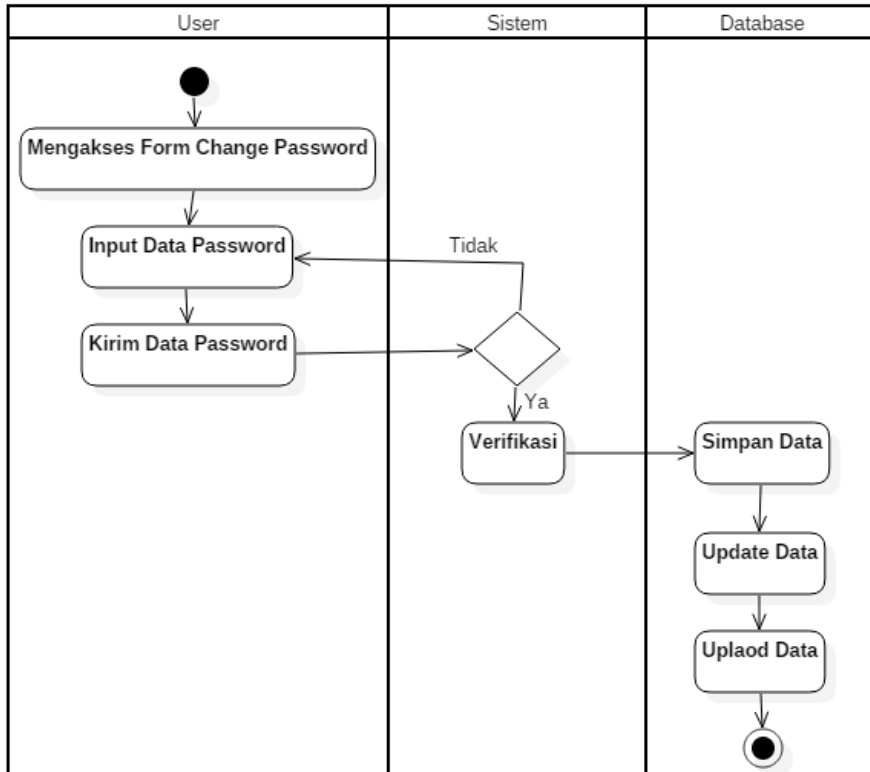 User
Sistem
Database
Mengakses Form Change Password
Input Data Password
Tidak
Kirim Data Password
Ya
Verifikasi
Simpan Data
Update Data
Uplaod Data